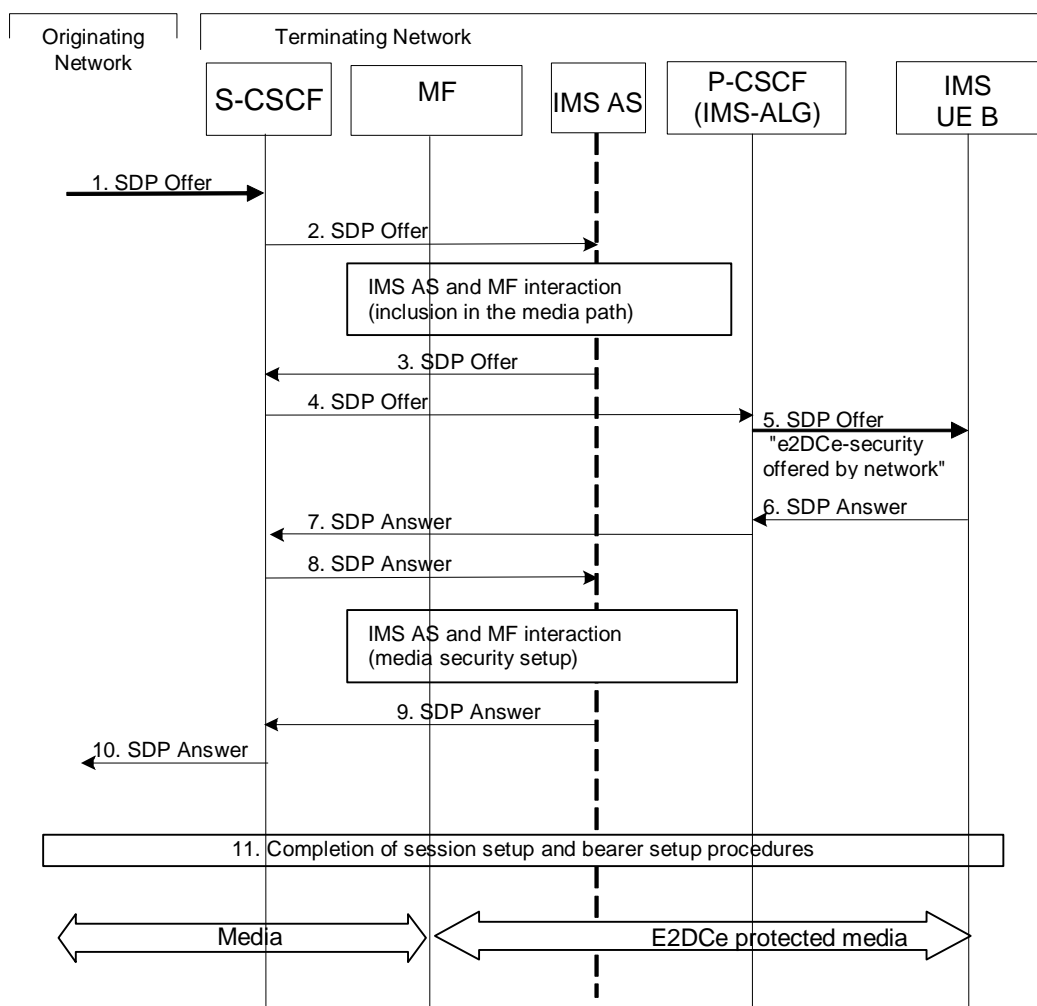 Originating
Network
Terminating Network
S-CSCF
MF
IMS AS
P-CSCF
(IMS-ALG)
IMS
UE B
1. SDP Offer
2. SDP Offer
IMS AS and MF interaction
(inclusion in the media path)
3. SDP Offer
4. SDP Offer
5. SDP Offer
"e2DCe-security
offered by network"
6. SDP Answer
7. SDP Answer
8. SDP Answer
IMS AS and MF interaction
(media security setup)
9. SDP Answer
10. SDP Answer
11. Completion of session setup and bearer setup procedures
Media
E2DCe protected media